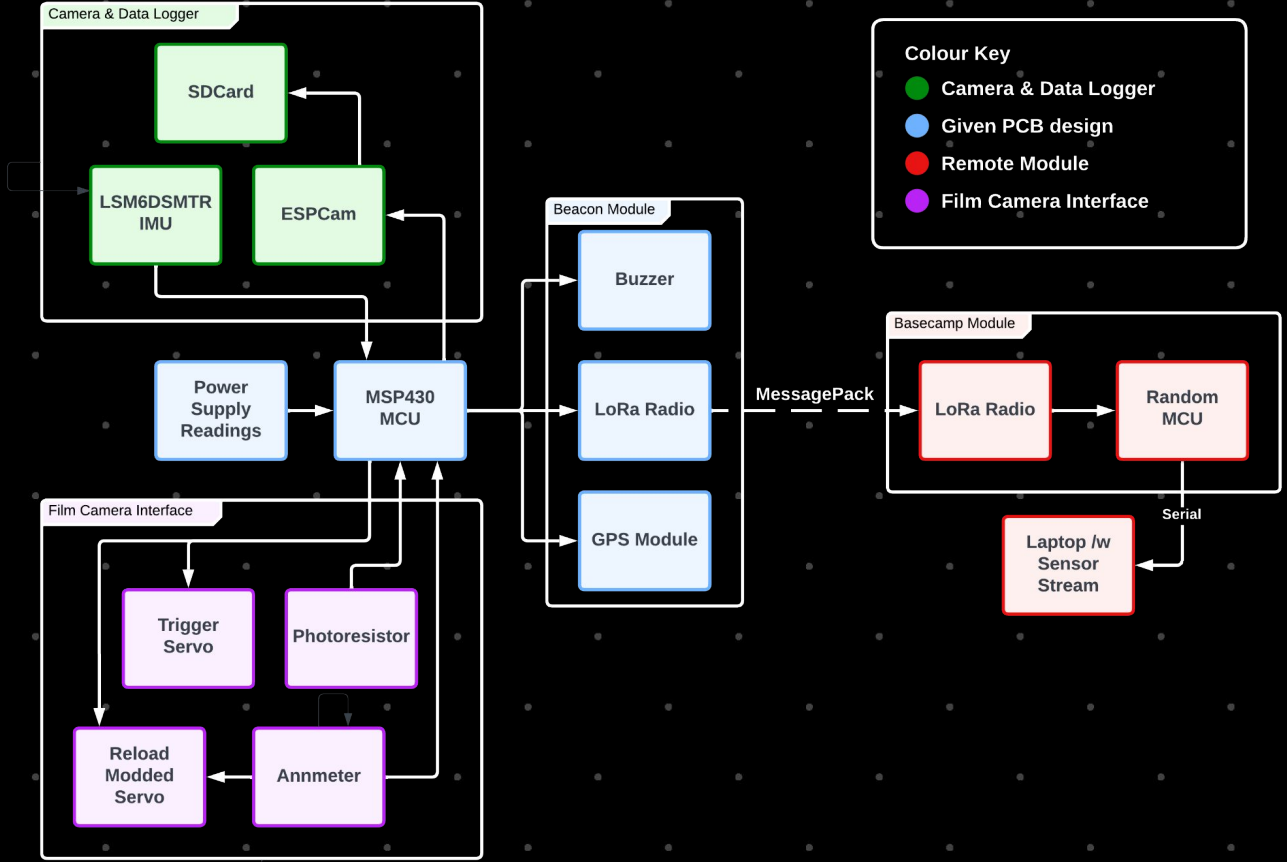 Camera & Data Logger
SDCard
LSM6DSMTR
IMU
ESPCam
Colour Key
Camera & Data Logger
Given PCB design
Remote Module
Film Camera Interface
Beacon Module
Buzzer
LoRa Radio
GPS Module
Power
Supply
Readings
MSP430
MCU
MessagePack
Basecamp Module
LoRa Radio
Random
MCU
Serial
Laptop /w
Sensor
Stream
Film Camera Interface
Trigger
Servo
Photoresistor
Reload
Modded
Servo
Annmeter